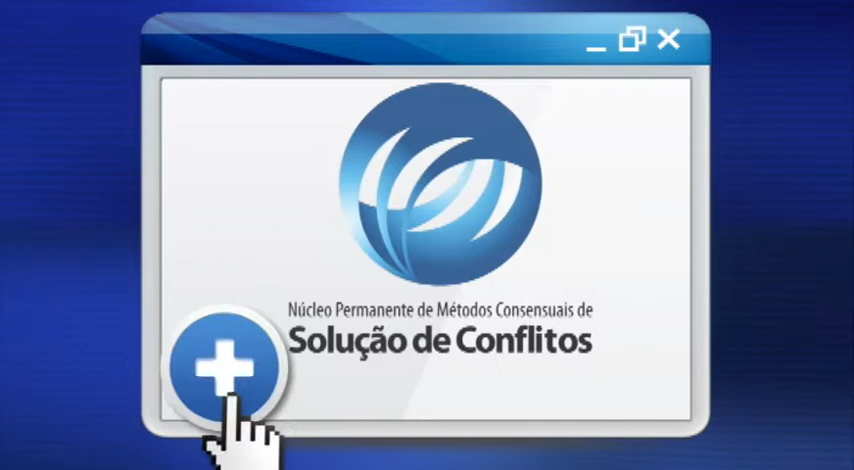 Núcleo Permanente de Métodos Consensuais de
Solução de Conflitos